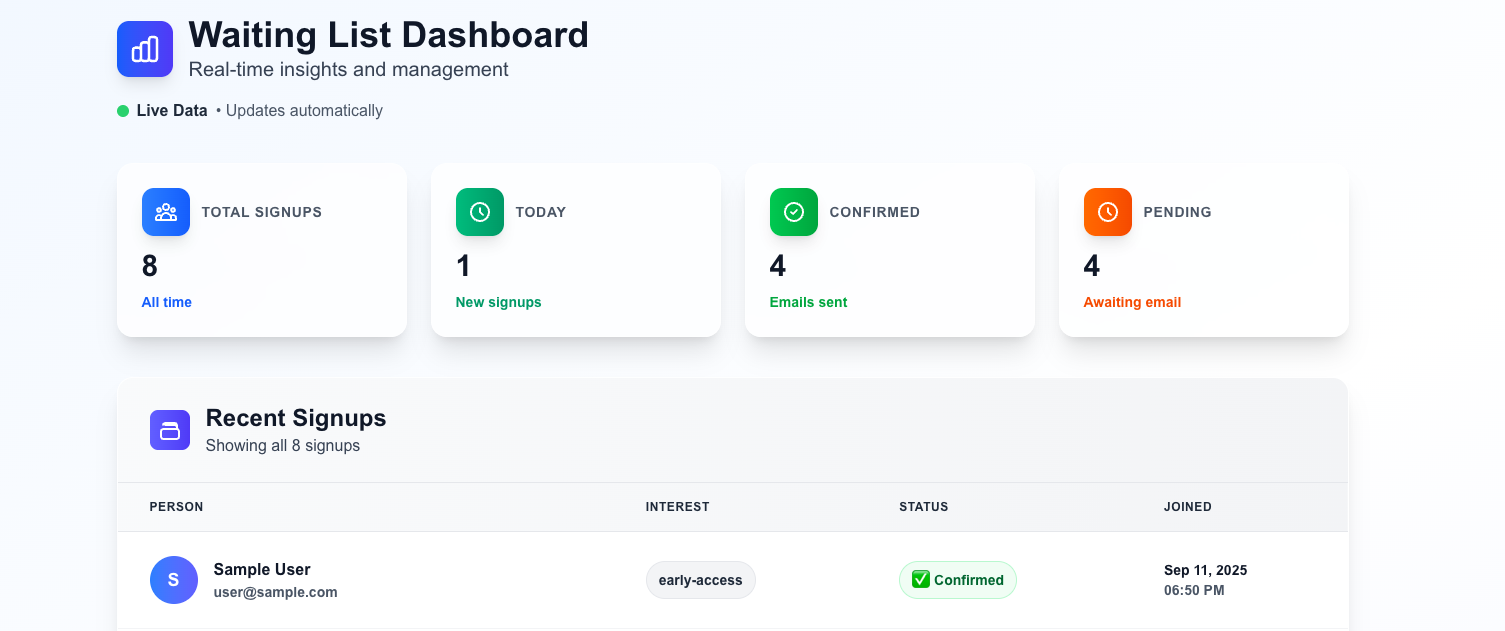 Waiting List Dashboard
Real-time insights and management
Live Data • Updates automatically
TOTAL SIGNUPS
8
All time
TODAY
1
New signups
CONFIRMED
4
Emails sent
PENDING
4
Awaiting email
Recent Signups
Showing all 8 signups
PERSON INTEREST STATUS JOINED
S
Sample User
user@sample.com
early-access
✅ Confirmed
Sep 11, 2025
06:50 PM